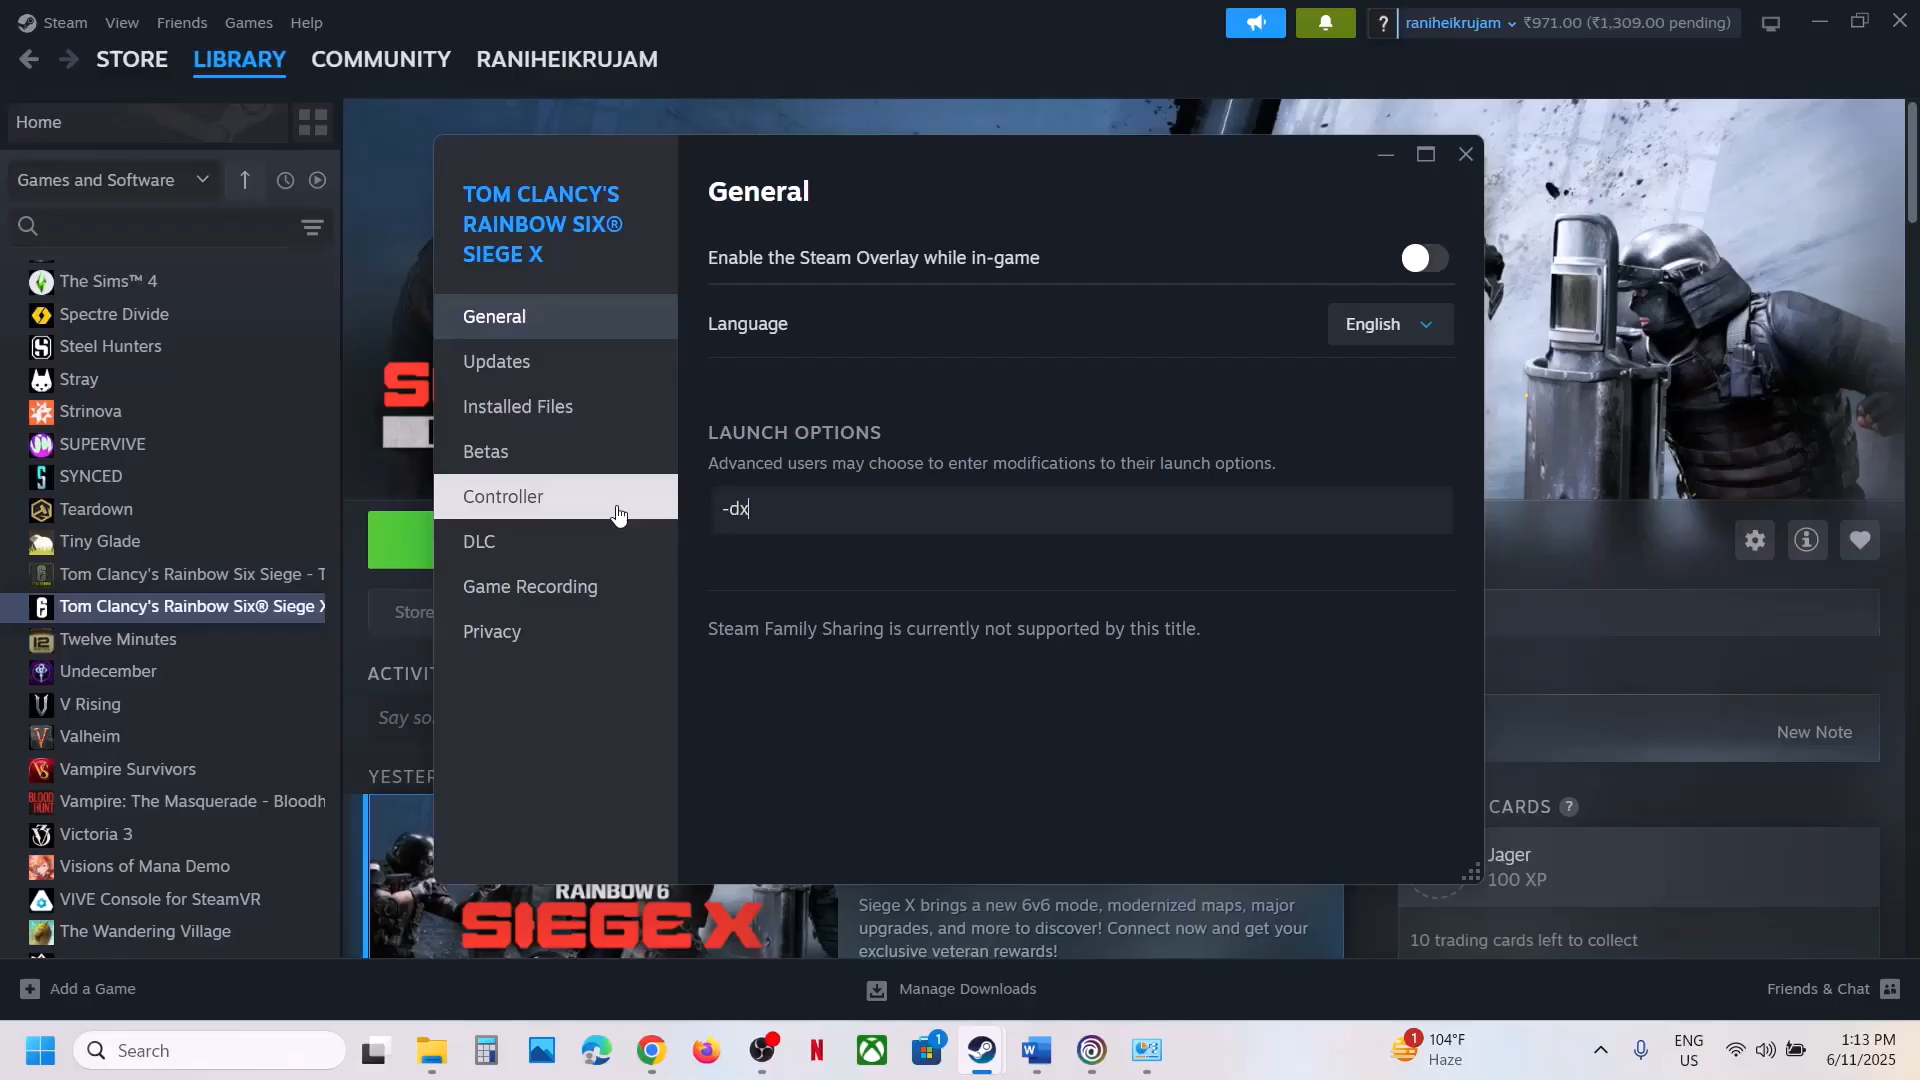 Steam View Friends Games Help
? raniheikrujam ₹971.00 (₹1,309.00 pending)
STORE LIBRARY COMMUNITY RANIHEIKRUJAM
Home
Games and Software
The Sims™ 4
Spectre Divide
Steel Hunters
Stray
Strinova
SUPERVIVE
SYNCED
Teardown
Tiny Glade
Tom Clancy's Rainbow Six Siege - T
Tom Clancy's Rainbow Six® Siege X
Twelve Minutes
Undecember
V Rising
Valheim
Vampire Survivors
Vampire: The Masquerade - Bloodh
Victoria 3
Visions of Mana Demo
VIVE Console for SteamVR
The Wandering Village
TOM CLANCY'S
RAINBOW SIX®
SIEGE X
General
Updates
Installed Files
Betas
Controller
DLC
Game Recording
Privacy
General
Enable the Steam Overlay while in-game
Language English
LAUNCH OPTIONS
Advanced users may choose to enter modifications to their launch options.
-dx
Steam Family Sharing is currently not supported by this title.
Store
ACTIVI
Say so
YESTER
New Note
CARDS ?
Jager
100 XP
10 trading cards left to collect
RAINBOW 6
SIEGE X
Siege X brings a new 6v6 mode, modernized maps, major
upgrades, and more to discover! Connect now and get your
exclusive veteran rewards!
Add a Game Manage Downloads Friends & Chat
Search
1
1
104°F
Haze
ENG
US
1:13 PM
6/11/2025